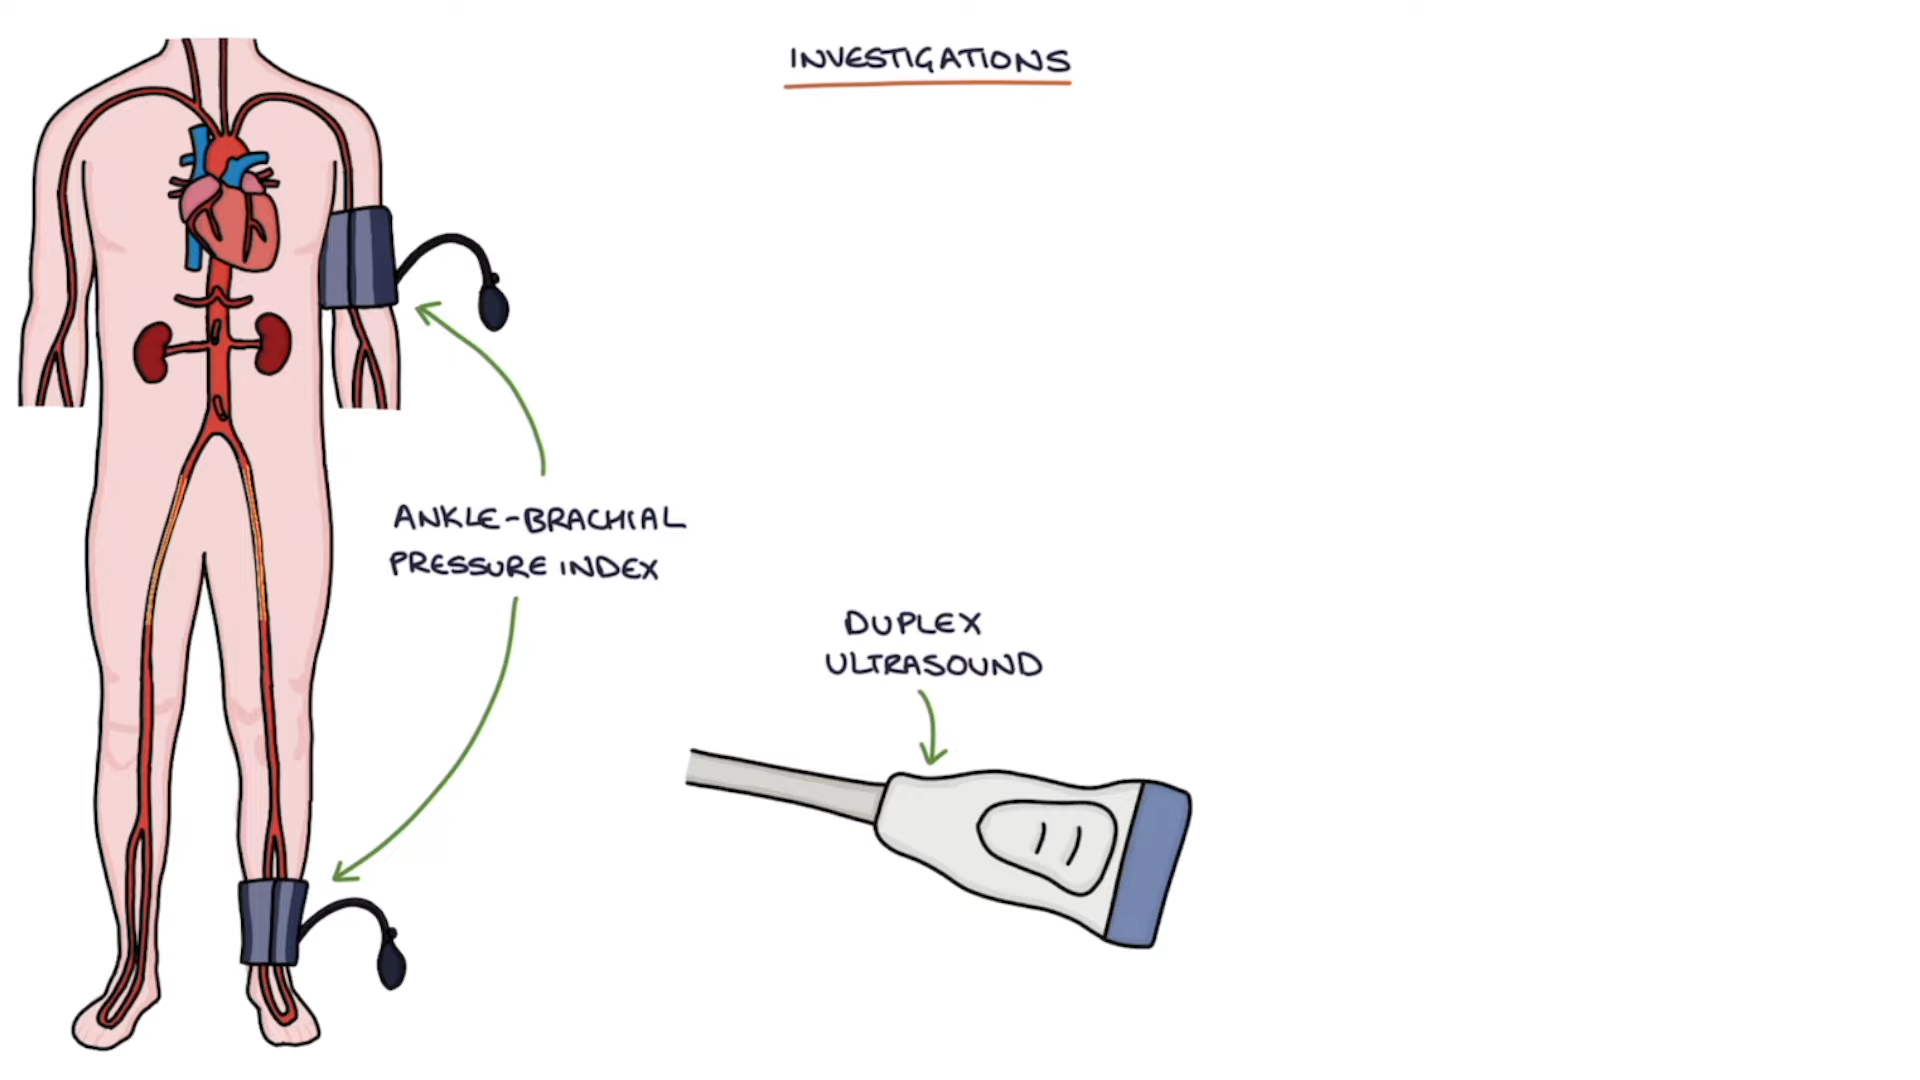 INVESTIGATIONS
ANKLE-BRACHIAL
PRESSURE INDEX
DUPLEX
ULTRASOUND